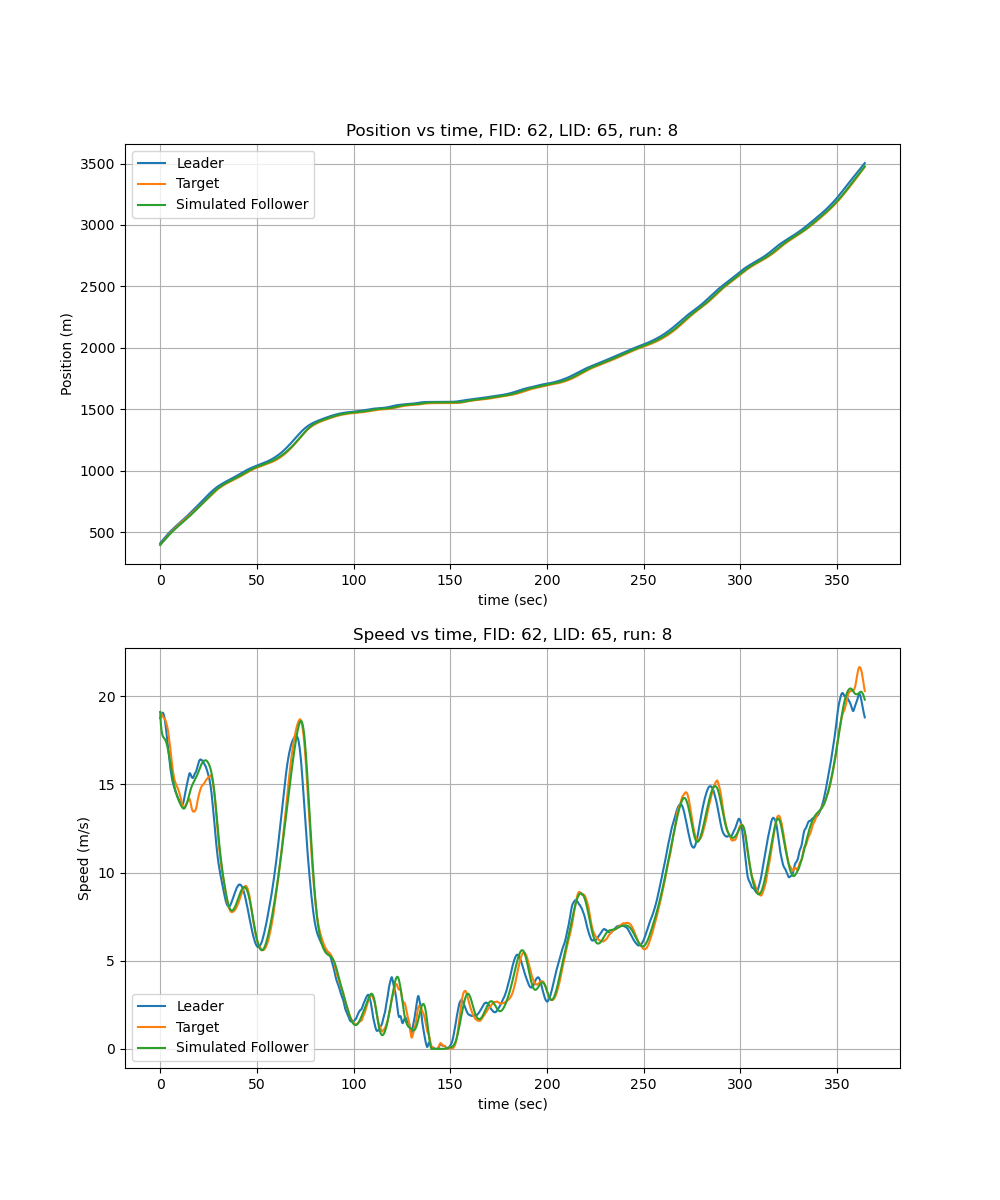 Position vs time, FID: 62, LID: 65, run: 8
Leader
Target
Simulated Follower
3500
3000
2500
2000
1500
1000
500
Position (m)
0 50 100 150 200 250 300 350
time (sec)
Speed vs time, FID: 62, LID: 65, run: 8
20
15
10
5
0
Speed (m/s)
Leader
Target
Simulated Follower
0 50 100 150 200 250 300 350
time (sec)